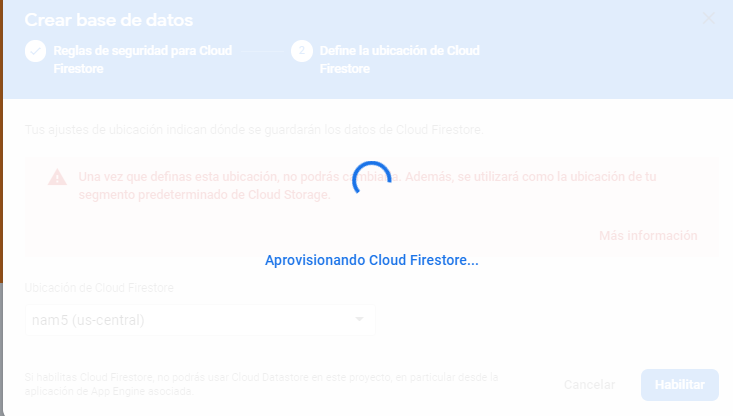 Crear base de datos
Reglas de seguridad para Cloud
Firestore
2
Define la ubicación de Cloud
Firestore
Tus ajustes de ubicación indican dónde se guardarán los datos de Cloud Firestore.
Una vez que definas esta ubicación, no podrás cambiarla. Además, se utilizará como la ubicación de tu
segmento predeterminado de Cloud Storage.
Más información
Aprovisionando Cloud Firestore...
Ubicación de Cloud Firestore
nam5 (us-central)
Si habilitás Cloud Firestore, no podrás usar Cloud Datastore en este proyecto, en particular desde la
aplicación de App Engine asociada.
Cancelar
Habilitar